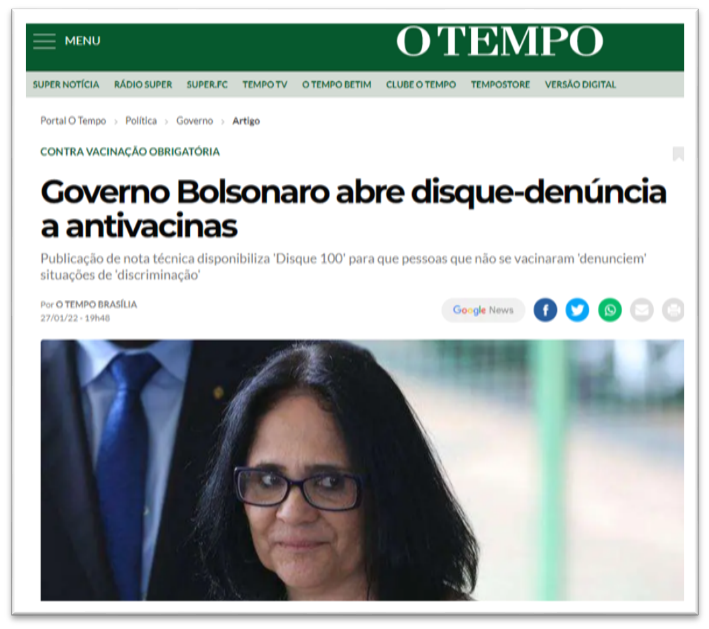 MENU
O TEMPO
SUPER NOTÍCIA RÁDIO SUPER SUPER.FC TEMPO TV O TEMPO BETIM CLUBE O TEMPO TEMPOSTORE VERSÃO DIGITAL
Portal O Tempo > Política > Governo > Artigo
CONTRA VACINAÇÃO OBRIGATÓRIA
Governo Bolsonaro abre disque-denúncia
a antivacinas
Publicação de nota técnica disponibiliza 'Disque 100' para que pessoas que não se vacinaram 'denunciem'
situações de 'discriminação'
Por O TEMPO BRASÍLIA
27/01/22 - 19h48
Google News